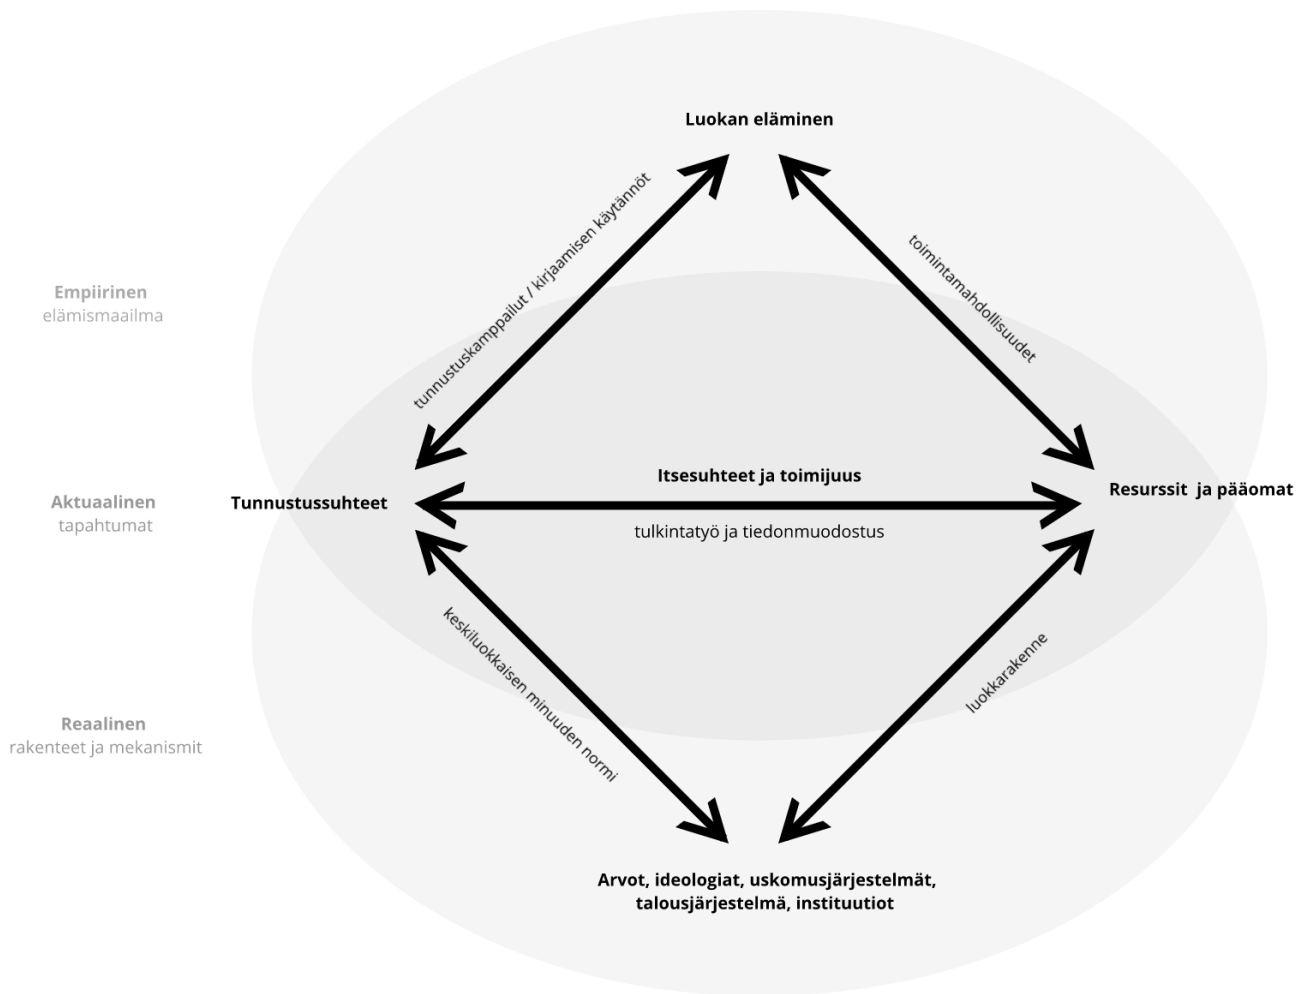 Luokan eläminen
tunnustuskamppailut / kirjaamisen käytännöt
toimintamahdollisuudet
Empiirinen
elämismaailma
Itsesuhteet ja toimijuus
Resurssit ja pääomat
Aktuaalinen
tapahtumat
Tunnustussuhteet
tulkintatyö ja tiedonmuodostus
keskiluokkaisen minuuden normi
luokkarakenne
Reaalinen
rakenteet ja mekanismit
Arvot, ideologiat, uskomusjärjestelmät,
talousjärjestelmä, instituutiot